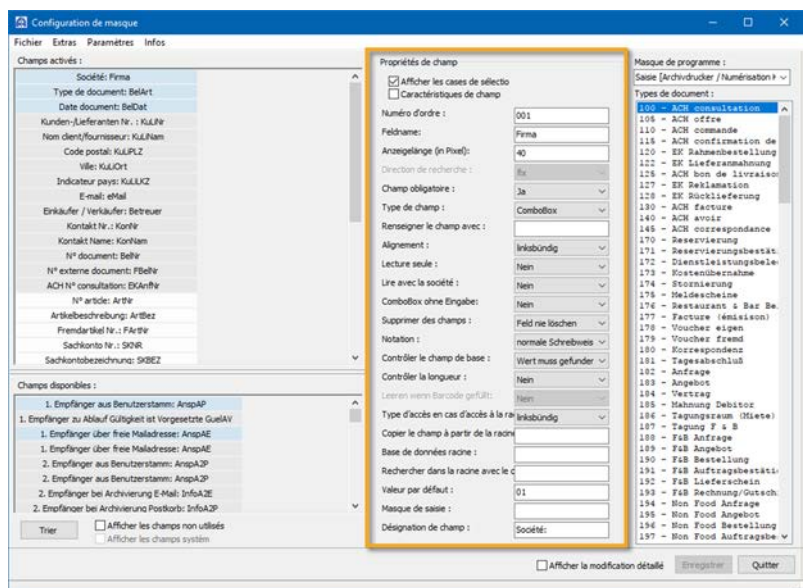 Configuration de masque
Fichier Extras Paramètres Infos
Champs activés :
Société: Firma
Type de document: BelArt
Date document: BelDat
Kunden-/Lieferanten Nr. : KuLiNr
Nom client/fournisseur: KuLiNam
Code postal: KuLiPLZ
Ville: KuLiOrt
Indicateur pays: KuLiLKZ
E-mail: eMail
Einkäufer / Verkäufer: Betreuer
Kontakt Nr.: KonNr
Kontakt Name: KonNam
N° document: BelNr
N° externe document: FBelNr
ACH N° consultation: EKAnfNr
N° article: ArtNr
Artikelbeschreibung: ArtBez
Fremdartikel Nr.: FArtNr
Sachkonto Nr.: SKNR
Sachkontobezeichnung: SKBEZ
Champs disponibles :
1. Empfänger aus Benutzerstamm: AnspAP
1. Empfänger zu Ablauf Gültigkeit ist Vorgesetzte GuelAV
1. Empfänger über freie Mailadresse: AnspAE
1. Empfänger über freie Mailadresse: AnspAE
2. Empfänger aus Benutzerstamm: AnspA2P
2. Empfänger aus Benutzerstamm: AnspA2P
2. Empfänger bei Archivierung E-Mail: InfoA2E
2. Empfänger bei Archivierung Postkorb: InfoA2P
Trier
Afficher les champs non utilisés
Afficher les champs systém
Propriétés de champ
Afficher les cases de sélectio
Caractéristiques de champ
Numéro d'ordre : 001
Feldname: Firma
Anzeigelänge (in Pixel): 40
Direction de recherche : fix
Champ obligatoire : Ja
Type de champ : ComboBox
Renseigner le champ avec :
Alignement : linksbündig
Lecture seule : Nein
Lire avec la société : Nein
ComboBox ohne Eingabe: Nein
Supprimer des champs : Feld nie löschen
Notation : normale Schreibweis
Contrôler le champ de base : Wert muss gefunder
Contrôler la longueur : Nein
Leeren wenn Barcode gefüllt: Nein
Type d'accès en cas d'accès à la ra linksbündig
Copier le champ à partir de la racine
Base de données racine :
Rechercher dans la racine avec le c
Valeur par défaut : 01
Masque de saisie :
Désignation de champ : Société:
Masque de programme :
Saisie [Archivdrucker / Numérisation
Types de document :
100 - ACH consultation
105 - ACH offre
110 - ACH commande
115 - ACH confirmation de
120 - EK Rahmenbestellung
122 - EK Lieferanmahnung
125 - ACH bon de livraiso
127 - EK Reklamation
128 - EK Rücklieferung
130 - ACH facture
140 - ACH avoir
145 - ACH correspondance
170 - Reservierung
171 - Reservierungsbestät
172 - Dienstleistungsbele
173 - Kostenübernahme
174 - Stornierung
175 - Meldescheine
176 - Restaurant & Bar Be
177 - Facture (émisison)
178 - Voucher eigen
179 - Voucher fremd
180 - Korrespondenz
181 - Tagesabschluß
182 - Anfrage
183 - Angebot
184 - Vertrag
185 - Mahnung Debitor
186 - Tagungsraum (Miete)
187 - Tagung F & B
188 - F&B Anfrage
189 - F&B Angebot
190 - F&B Bestellung
191 - F&B Auftragsbestäti
192 - F&B Lieferschein
193 - F&B Rechnung/Gutsch
194 - Non Food Anfrage
195 - Non Food Angebot
196 - Non Food Bestellung
197 - Non Food Auftragsbe
Afficher la modification détaillé
Enregistrer
Quitter